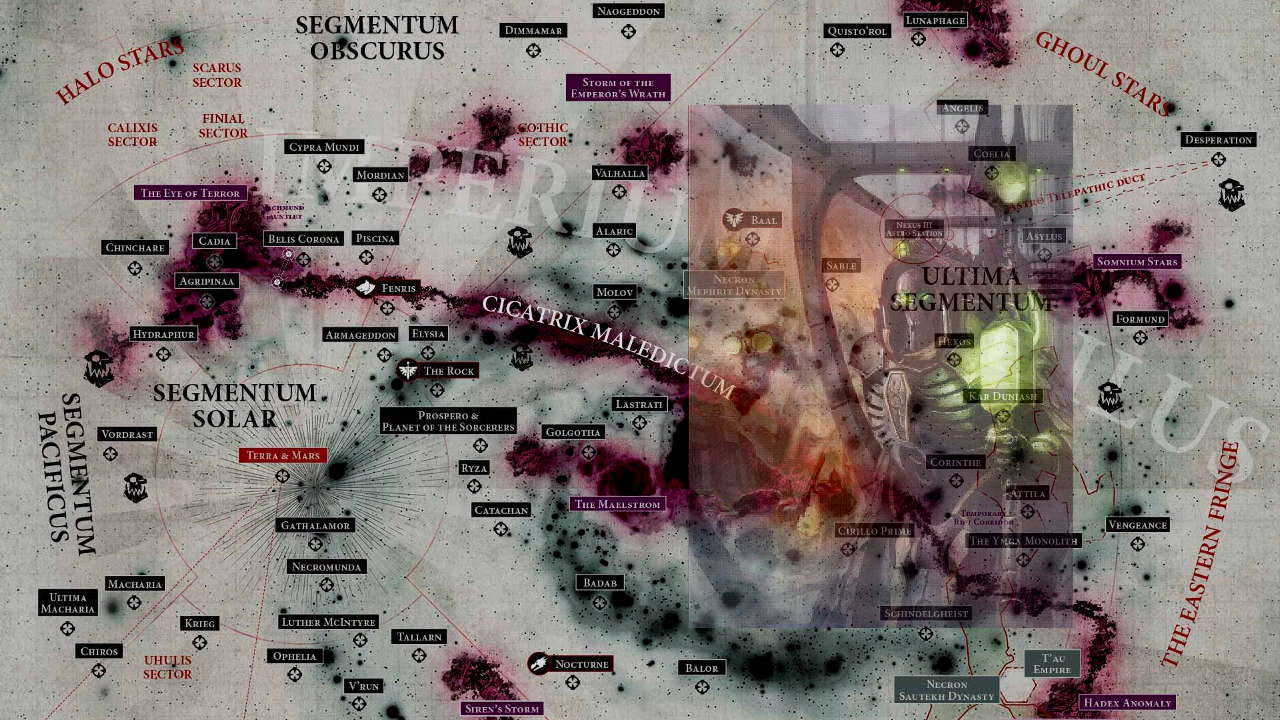 SEGMENTUM
OBSCURUS
HALO STARS
SCARUS
SECTOR
CALIXIS
SECTOR
FINIAL
SECTOR
DIMMAMAR
NAOGEDDON
STORM OF THE
EMPEROR'S WRATH
GOTHIC
SECTOR
QUISTO'ROL
LUNAPHAGE
GHOUL STARS
ANGELIS
DESPERATION
COELIA
TELEPATHIC DUCT
CYPRA MUNDI
MORDIAN
VALHALLA
THE EYE OF TERROR
CHINCHARE
CADIA
BELIS CORONA
PISCINA
ALARIC
BAAL
NEXUS III
ASTRO STATION
ASYLUS
SOMNIUM STARS
AGRIPINAA
FENRIS
MOLOV
NECRON
MEPHRIT DYNASTY
SABLE
ULTIMA
SEGMENTUM
FORMUND
CICATRIX MALEDICTUM
HYDRAPHUR
ARMAGEDDON
ELYSIA
HEXOS
THE ROCK
SEGMENTUM
SOLAR
KAR DUNIASH
SEGMENTUM
PACIFICUS
LASTRATI
PROSPERO &
PLANET OF THE SORCERERS
VORDRAST
GOLGOTHA
TERRA & MARS
RYZA
CORINTHE
THE EASTERN FRINGE
THE MAELSTROM
ATTILA
CATACHAN
TEMPORARY
RIFT CORRIDOR
GATHALAMOR
CIRILLO PRIME
THE YMGA MONOLITH
VENGEANCE
NECROMUNDA
MACHARIA
BADAB
ULTIMA
MACHARIA
SCHINDELGHEIST
KRIEG
LUTHER MCINTYRE
TALLARN
CHIROS
UHULIS
SECTOR
OPHELIA
NOCTURNE
BALOR
T'AU
EMPIRE
V'RUN
NECRON
SAUTEKH DYNASTY
SIREN'S STORM
HADEX ANOMALY